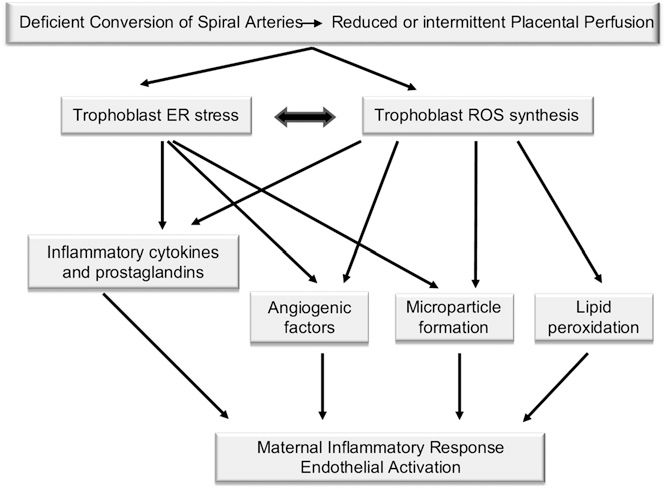 Deficient Conversion of Spiral Arteries → Reduced or intermittent Placental Perfusion
Trophoblast ER stress
Trophoblast ROS synthesis
Inflammatory cytokines
and prostaglandins
Angiogenic
factors
Microparticle
formation
Lipid
peroxidation
Maternal Inflammatory Response
Endothelial Activation